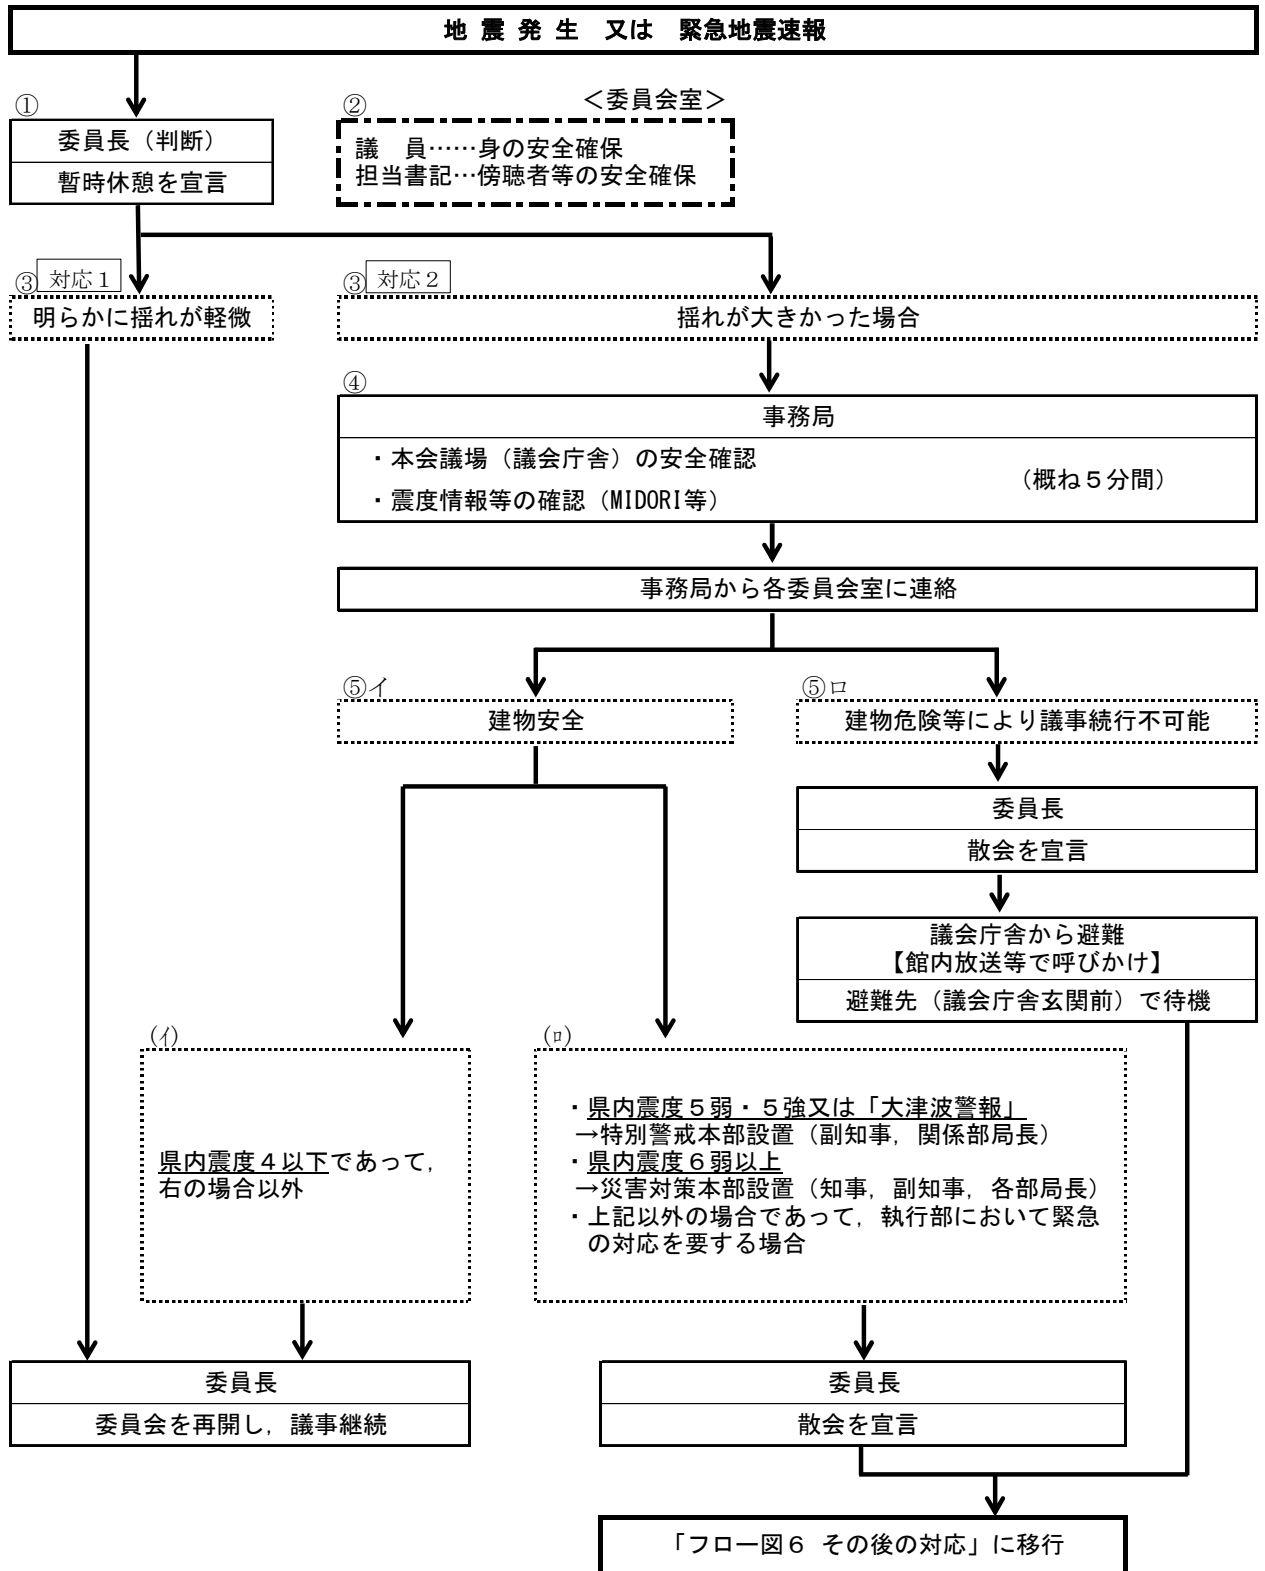 地 震 発 生　又は　緊急地震速報
①
委員長（判断）
暫時休憩を宣言
②
＜委員会室＞
議　員……身の安全確保
担当書記…傍聴者等の安全確保
③ 対応１
明らかに揺れが軽微
③ 対応２
揺れが大きかった場合
④
事務局
・本会議場（議会庁舎）の安全確認
・震度情報等の確認（MIDORI等）
（概ね５分間）
事務局から各委員会室に連絡
⑤イ
建物安全
⑤ロ
建物危険等により議事続行不可能
委員長
散会を宣言
議会庁舎から避難
【館内放送等で呼びかけ】
避難先（議会庁舎玄関前）で待機
(ｲ)
県内震度４以下であって，
右の場合以外
(ﾛ)
・県内震度５弱・５強又は「大津波警報」
→特別警戒本部設置（副知事，関係部局長）
・県内震度６弱以上
→災害対策本部設置（知事，副知事，各部局長）
・上記以外の場合であって，執行部において緊急
の対応を要する場合
委員長
委員会を再開し，議事継続
委員長
散会を宣言
「フロー図６ その後の対応」に移行